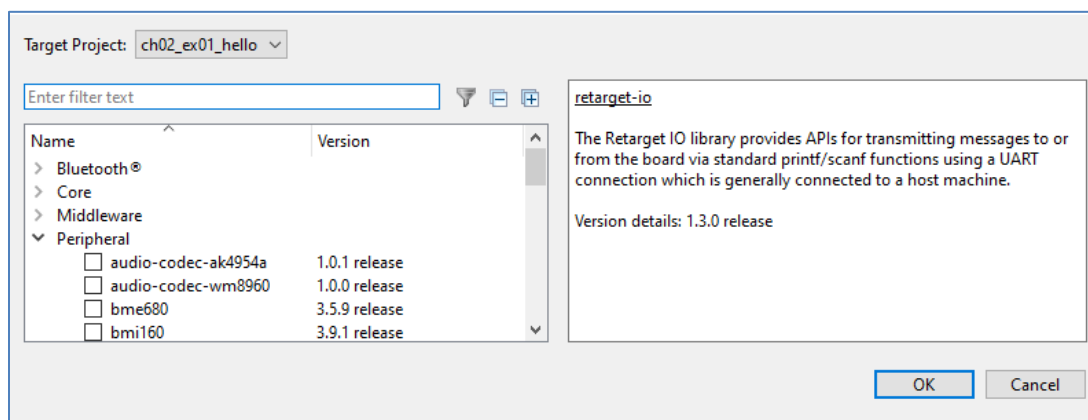 Target Project: ch02_ex01_hello
Enter filter text
Name Version
Bluetooth®
Core
Middleware
Peripheral
audio-codec-ak4954a 1.0.1 release
audio-codec-wm8960 1.0.0 release
bme680 3.5.9 release
bmi160 3.9.1 release
retarget-io
The Retarget IO library provides APIs for transmitting messages to or
from the board via standard printf/scanf functions using a UART
connection which is generally connected to a host machine.
Version details: 1.3.0 release
OK Cancel